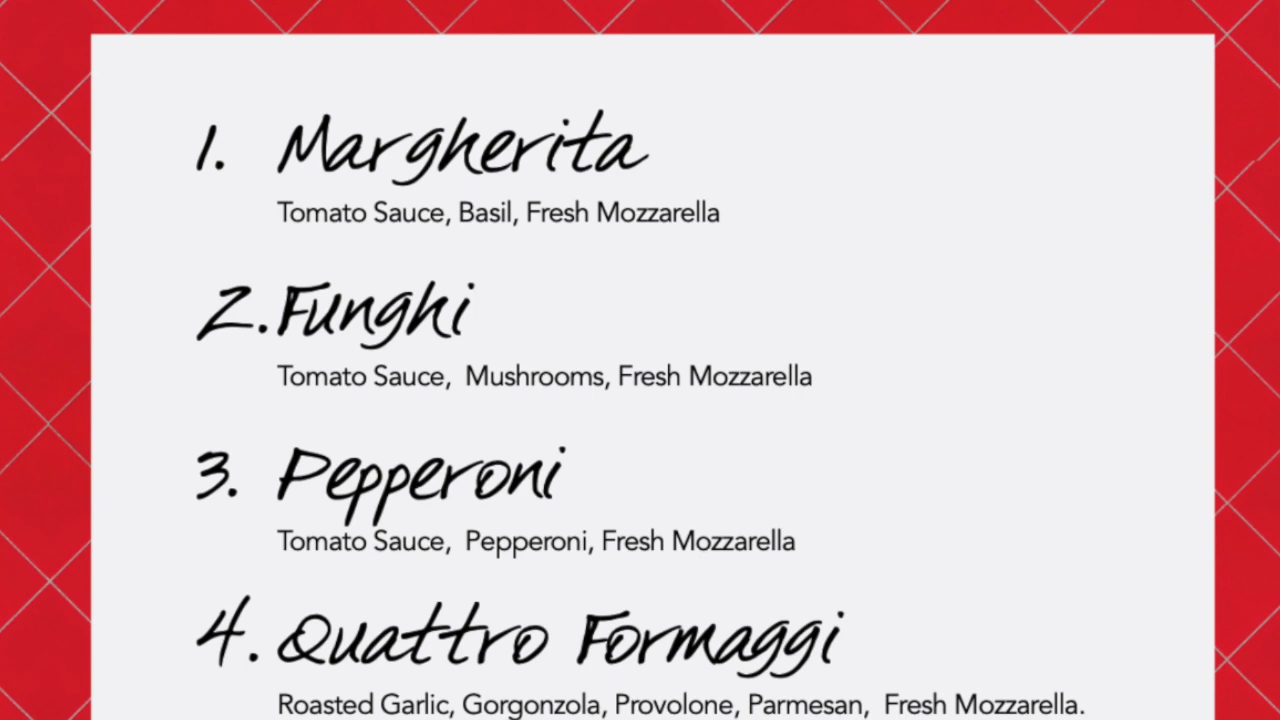 1. Margherita
Tomato Sauce, Basil, Fresh Mozzarella
2. Funghi
Tomato Sauce,  Mushrooms, Fresh Mozzarella
3. Pepperoni
Tomato Sauce,  Pepperoni, Fresh Mozzarella
4. Quattro Formaggi
Roasted Garlic, Gorgonzola, Provolone, Parmesan,  Fresh Mozzarella.